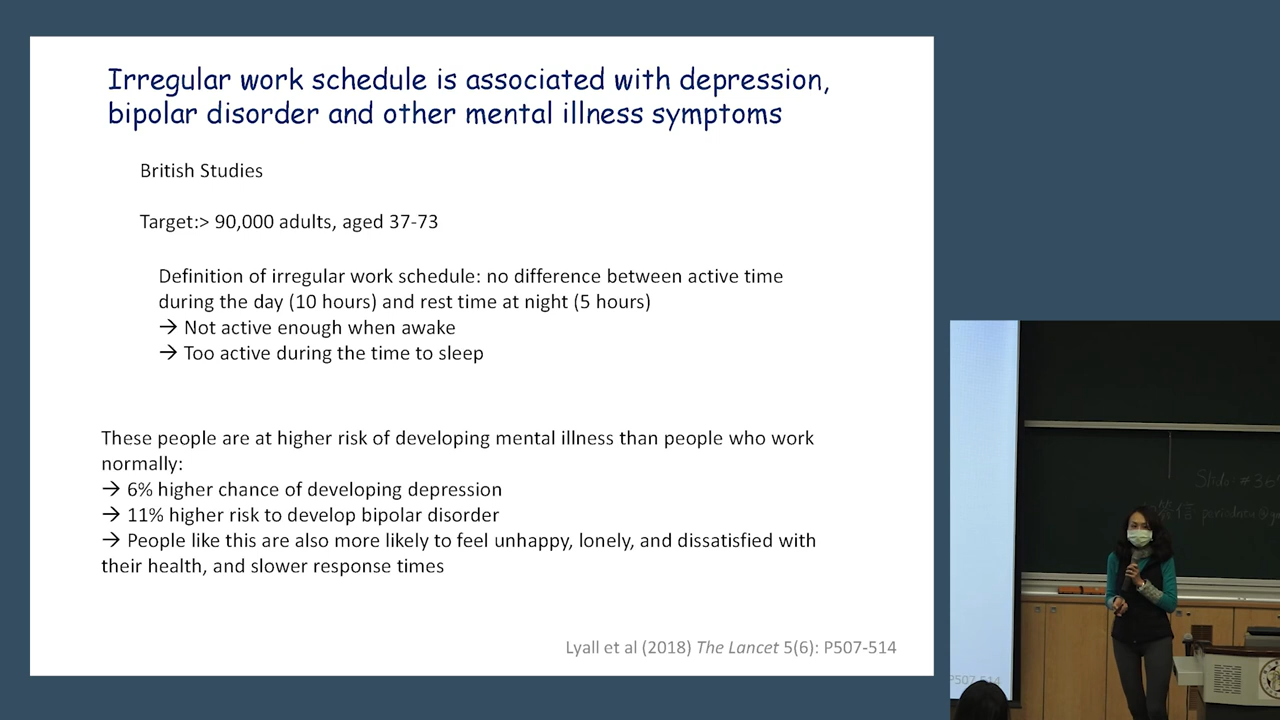 Irregular work schedule is associated with depression,
bipolar disorder and other mental illness symptoms
British Studies
Target:> 90,000 adults, aged 37-73
Definition of irregular work schedule: no difference between active time
during the day (10 hours) and rest time at night (5 hours)
→ Not active enough when awake
→ Too active during the time to sleep
These people are at higher risk of developing mental illness than people who work
normally:
→ 6% higher chance of developing depression
→ 11% higher risk to develop bipolar disorder
→ People like this are also more likely to feel unhappy, lonely, and dissatisfied with
their health, and slower response times
Lyall et al (2018) The Lancet 5(6): P507-514
Slido
P507-514